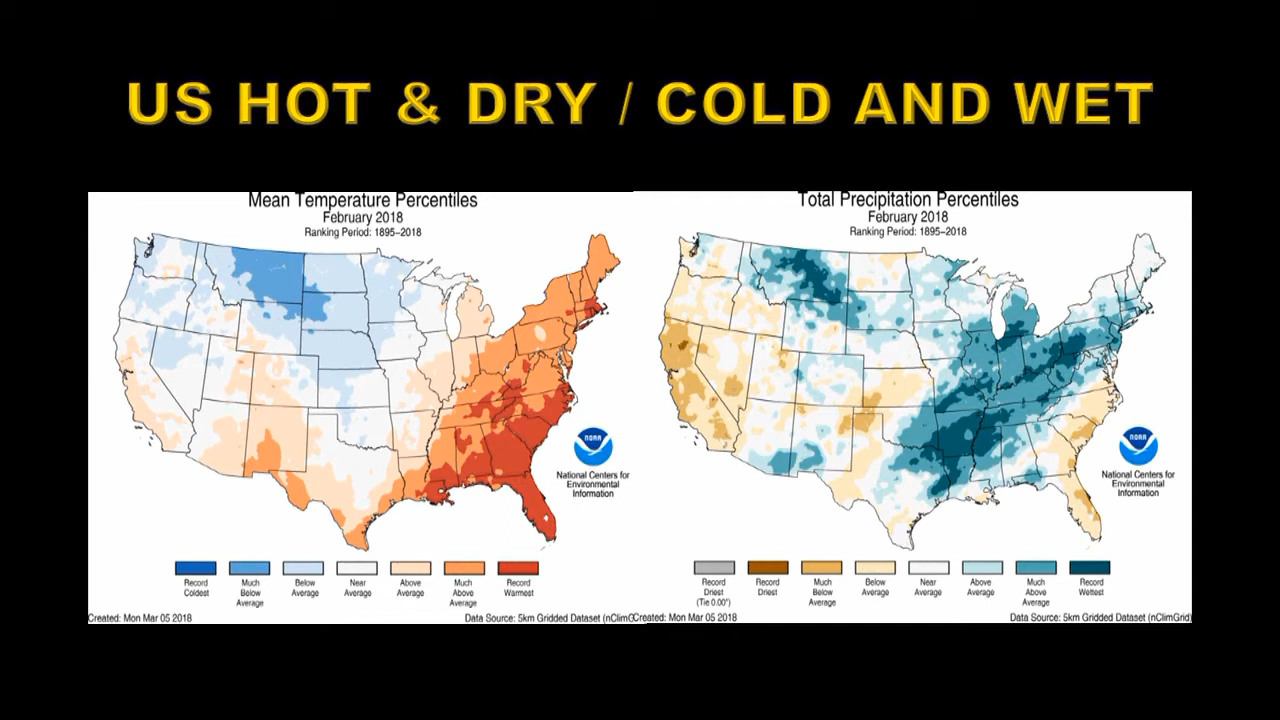 US HOT & DRY / COLD AND WET
Mean Temperature Percentiles
February 2018
Ranking Period: 1895–2018
NOAA
National Centers for
Environmental
Information
Record
Coldest
Much
Below
Average
Below
Average
Near
Average
Above
Average
Much
Above
Average
Record
Warmest
Created: Mon Mar 05 2018
Data Source: 5km Gridded Dataset (nClimG
Total Precipitation Percentiles
February 2018
Ranking Period: 1895–2018
NOAA
National Centers for
Environmental
Information
Record
Driest
(Tie 0.00")
Record
Driest
Much
Below
Average
Below
Average
Near
Average
Above
Average
Much
Above
Average
Record
Wettest
Created: Mon Mar 05 2018
Data Source: 5km Gridded Dataset (nClimGrid)